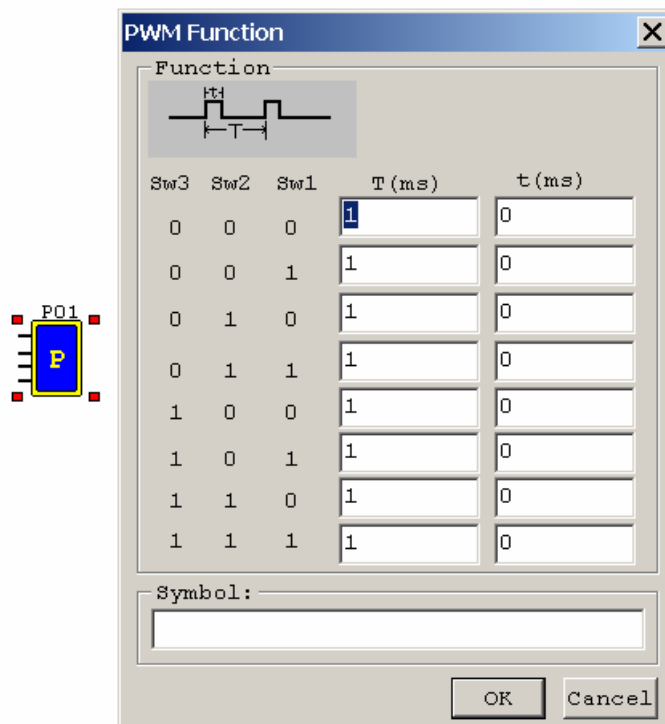 PWM Function
Function
t
T
Sw3 Sw2 Sw1 T(ms) t(ms)
0 0 0 1 0
0 0 1 1 0
0 1 0 1 0
0 1 1 1 0
1 0 0 1 0
1 0 1 1 0
1 1 0 1 0
1 1 1 1 0
PO1
P
Symbol:
OK Cancel